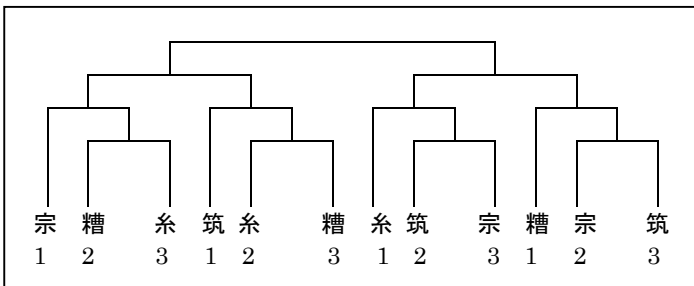 宗 糟 糸 筑 糸 糟 糸 筑 宗 糟 宗 筑
1 2 3 1 2 3 1 2 3 1 2 3